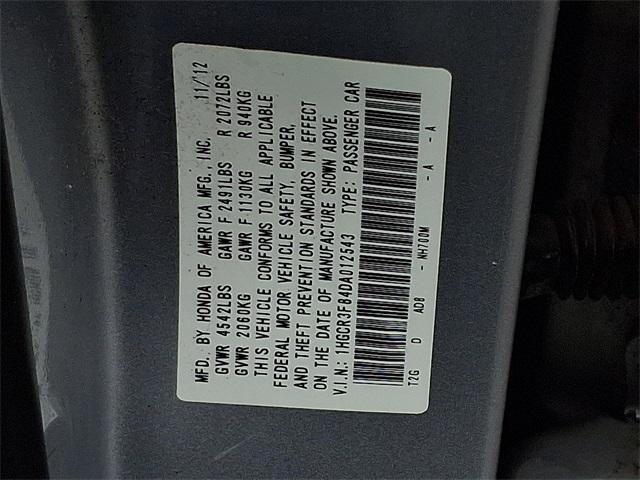 MFD. BY HONDA OF AMERICA MFG., INC. 11/12
GVWR 4542LBS GAWR F 2491LBS R 2072LBS
GVWR 2060KG GAWR F 1130KG R 940KG
THIS VEHICLE CONFORMS TO ALL APPLICABLE
FEDERAL MOTOR VEHICLE SAFETY, BUMPER,
AND THEFT PREVENTION STANDARDS IN EFFECT
ON THE DATE OF MANUFACTURE SHOWN ABOVE.
V.I.N.: 1HGCR3F84DA012543 TYPE: PASSENGER CAR
T2G D AD8 - NH700M - A - A